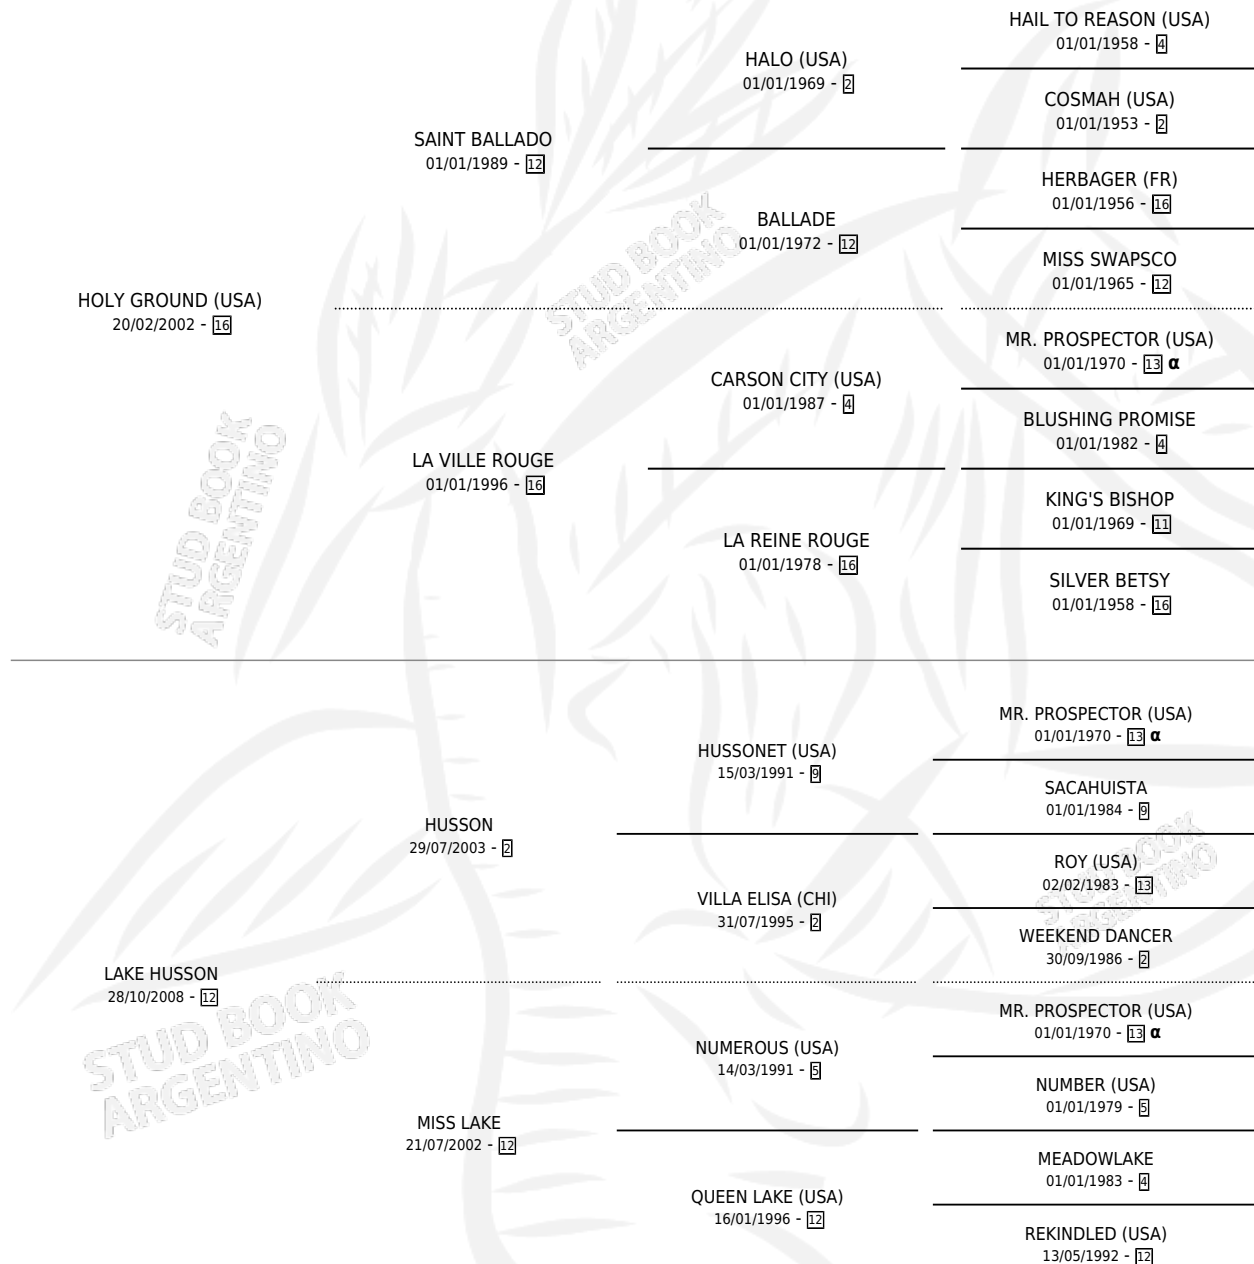 HAIL TO REASON (USA)
01/01/1958 - 4
HALO (USA)
01/01/1969 - 2
COSMAH (USA)
01/01/1953 - 2
SAINT BALLADO
01/01/1989 - 12
HERBAGER (FR)
01/01/1956 - 16
BALLADE
01/01/1972 - 12
MISS SWAPSCO
01/01/1965 - 12
HOLY GROUND (USA)
20/02/2002 - 16
STUD BOOK
ARGENTINO
MR. PROSPECTOR (USA)
01/01/1970 - 13 α
CARSON CITY (USA)
01/01/1987 - 4
BLUSHING PROMISE
01/01/1982 - 4
LA VILLE ROUGE
01/01/1996 - 16
KING'S BISHOP
01/01/1969 - 11
LA REINE ROUGE
01/01/1978 - 16
SILVER BETSY
01/01/1958 - 16
STUD BOOK
ARGENTINO
MR. PROSPECTOR (USA)
01/01/1970 - 13 α
HUSSONET (USA)
15/03/1991 - 9
SACAHUISTA
01/01/1984 - 9
HUSSON
29/07/2003 - 2
ROY (USA)
02/02/1983 - 13
STUD BOOK
ARGENTINO
VILLA ELISA (CHI)
31/07/1995 - 2
WEEKEND DANCER
30/09/1986 - 2
LAKE HUSSON
28/10/2008 - 12
STUD BOOK
ARGENTINO
MR. PROSPECTOR (USA)
01/01/1970 - 13 α
NUMEROUS (USA)
14/03/1991 - 5
NUMBER (USA)
01/01/1979 - 5
MISS LAKE
21/07/2002 - 12
MEADOWLAKE
01/01/1983 - 4
QUEEN LAKE (USA)
16/01/1996 - 12
REKINDLED (USA)
13/05/1992 - 12